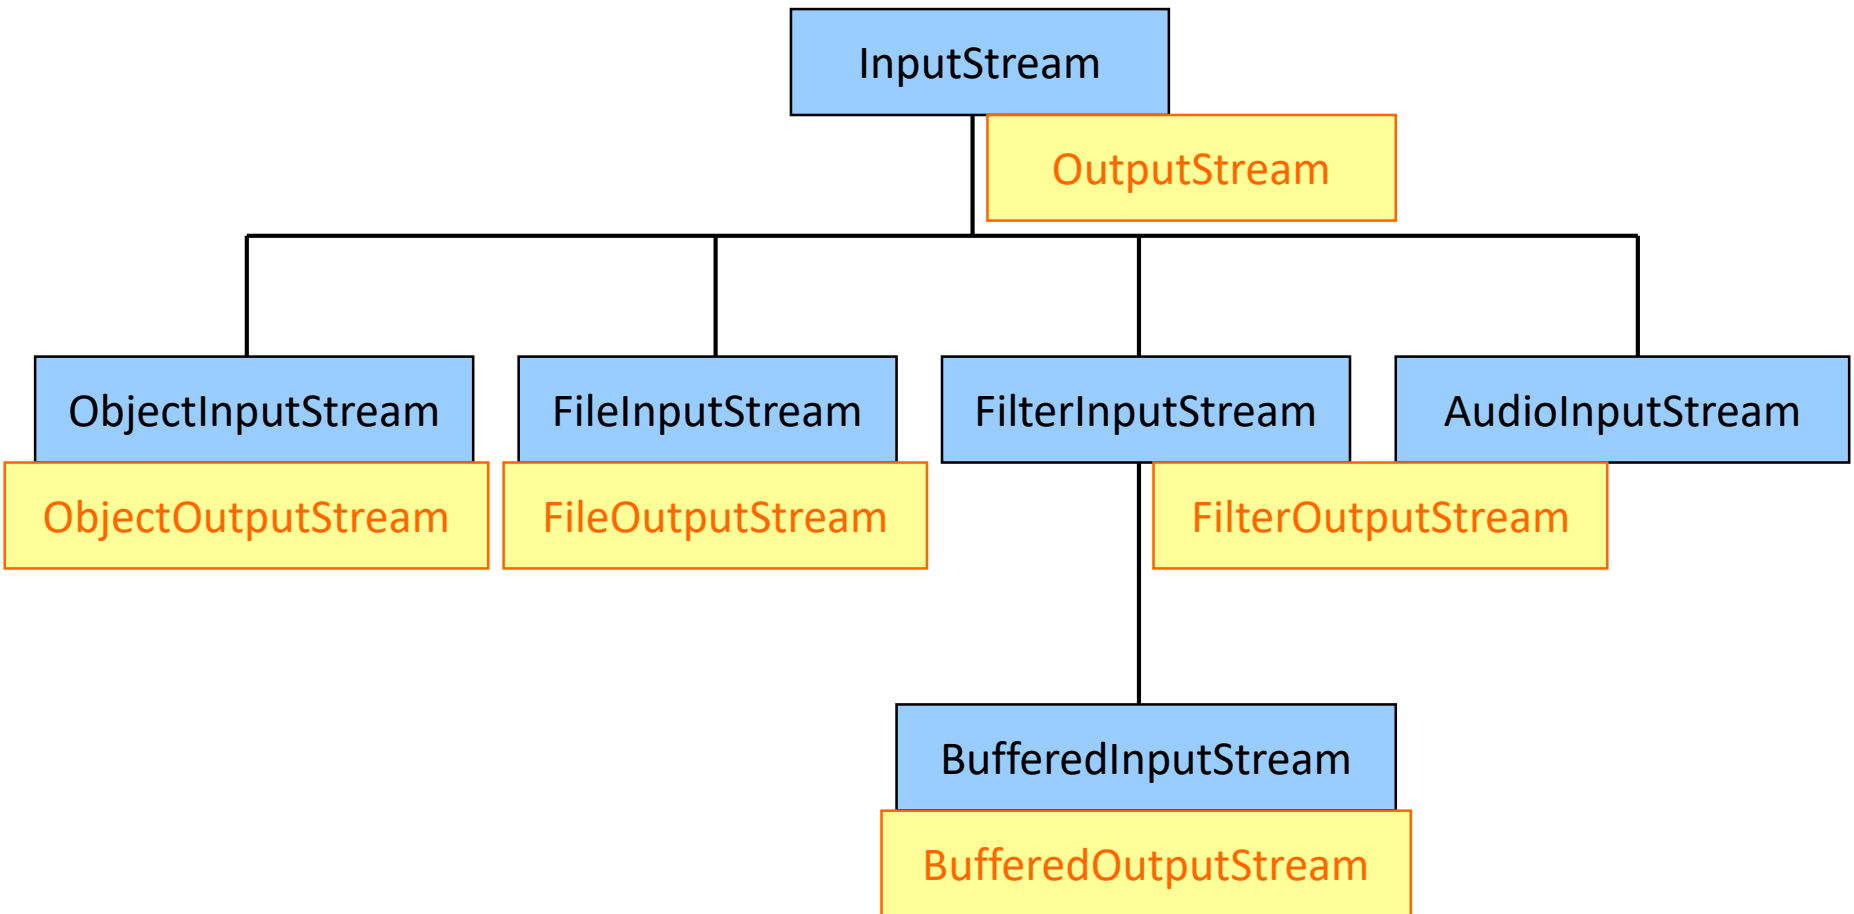 InputStream
OutputStream
ObjectInputStream
FileInputStream
FilterInputStream
AudioInputStream
ObjectOutputStream
FileOutputStream
FilterOutputStream
BufferedInputStream
BufferedOutputStream